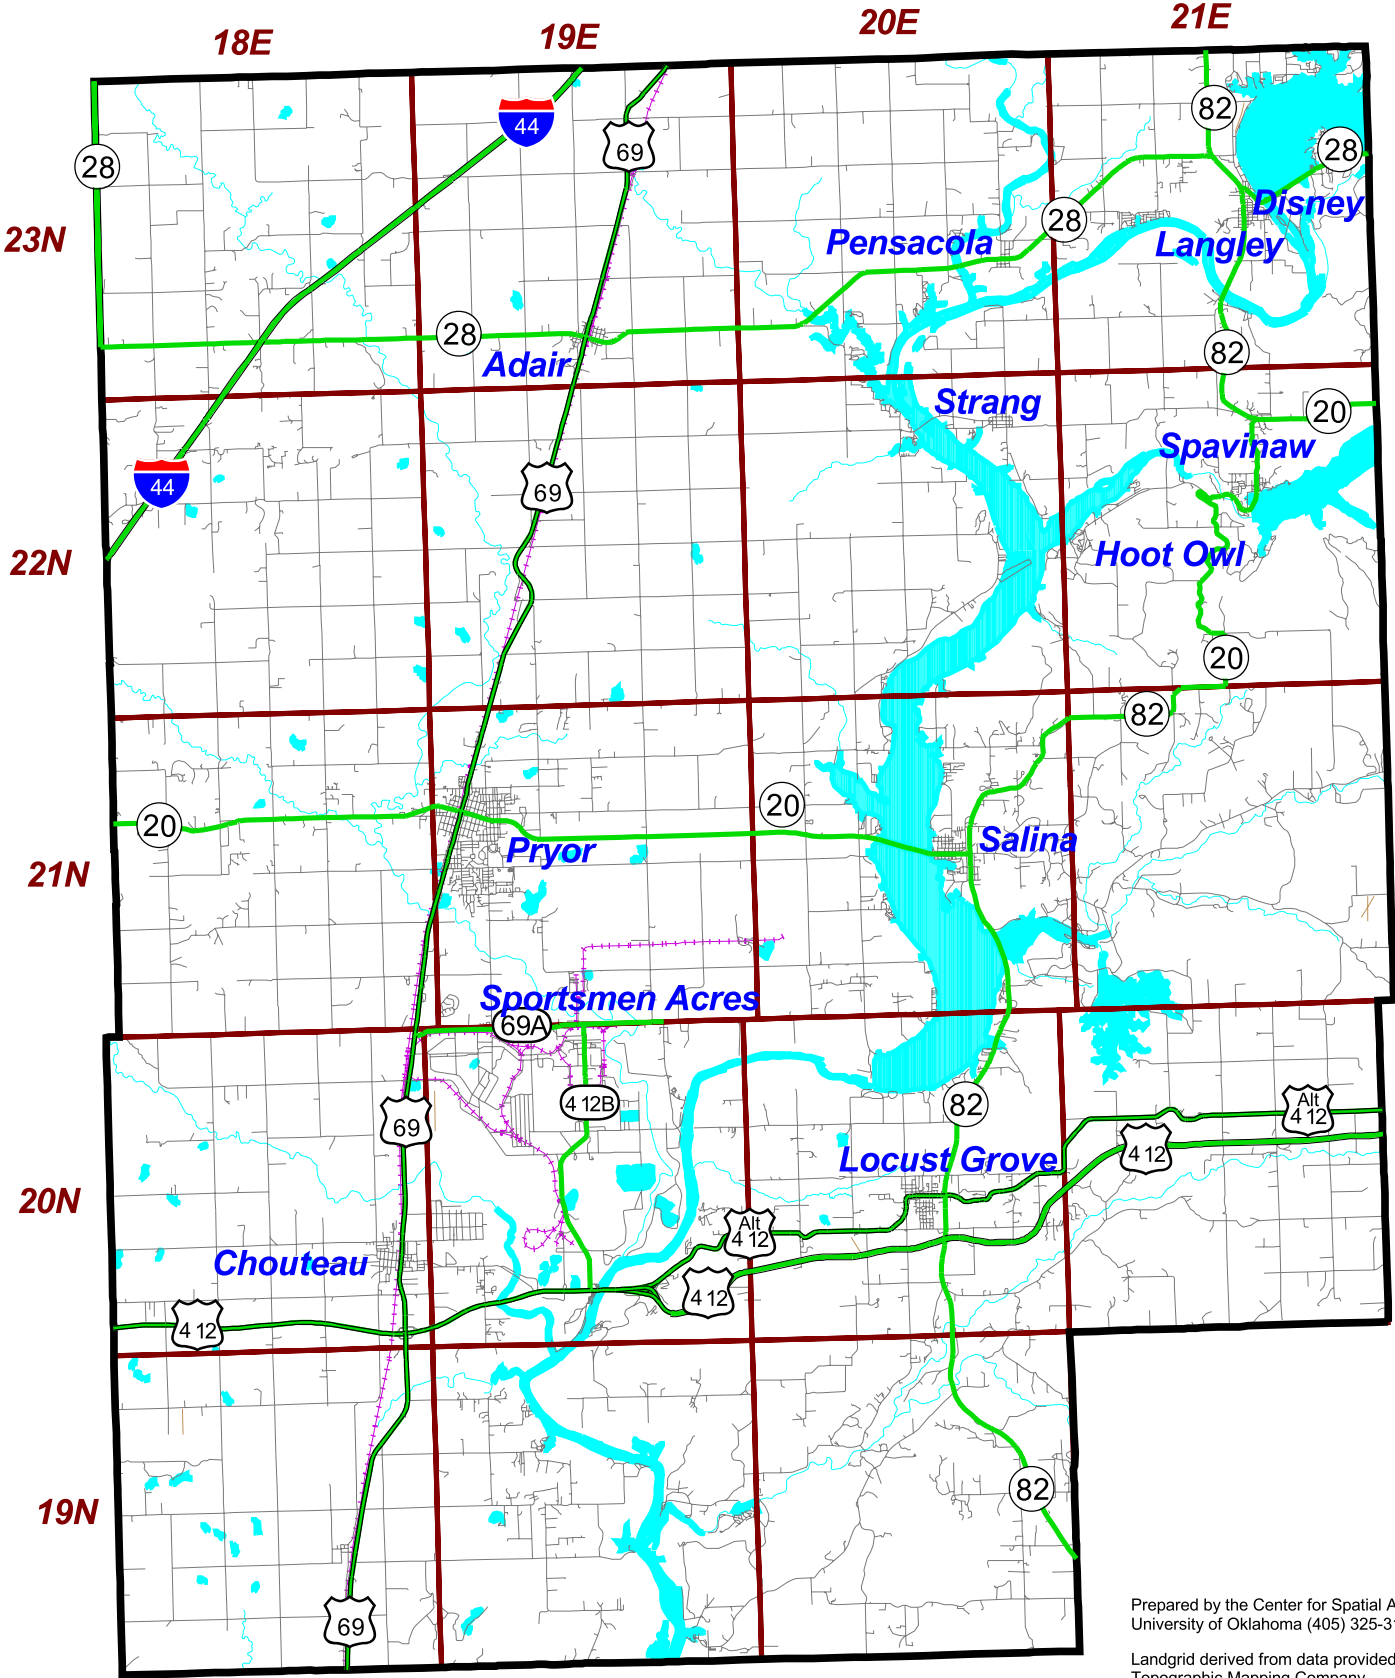 18E
19E
20E
21E
44
69
82
28
28
28
23N
Disney
Pensacola
Langley
28
82
Adair
Strang
20
Spavinaw
44
69
22N
Hoot Owl
20
82
20
20
Salina
Pryor
21N
Sportsmen Acres
69A
4 12B
82
Alt
4 12
69
4 12
Locust Grove
20N
Alt
4 12
Chouteau
4 12
4 12
82
19N
69
Prepared by the Center for Spatial
University of Oklahoma (405) 325-3
Landgrid derived from data provided
Topographic Mapping Company